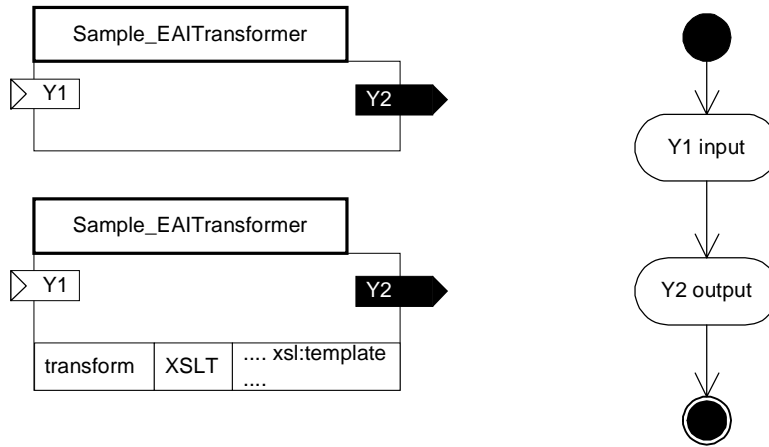 Sample_EAITransformer
Y1
Y2
Sample_EAITransformer
Y1
Y2
transform
XSLT
.... xsl:template
....
Y1 input
Y2 output